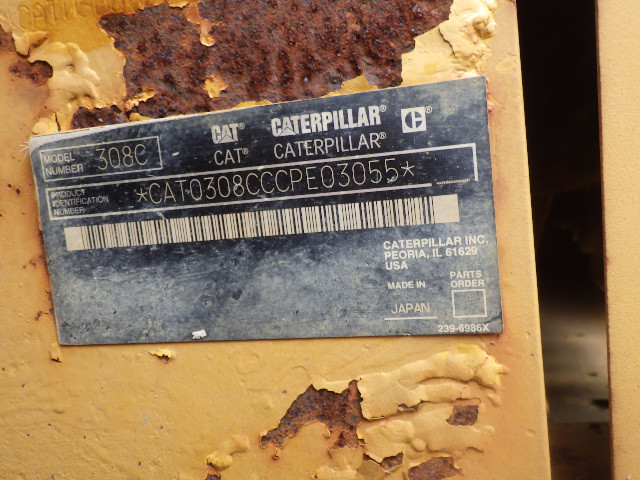 CAT CATERPILLAR® C®
CAT® CATERPILLAR®
MODEL NUMBER 308C
PRODUCT IDENTIFICATION NUMBER *CAT0308CCCPE03055*
CATERPILLAR INC.
PEORIA, IL 61629
USA
MADE IN
JAPAN
PARTS ORDER
239-6986X